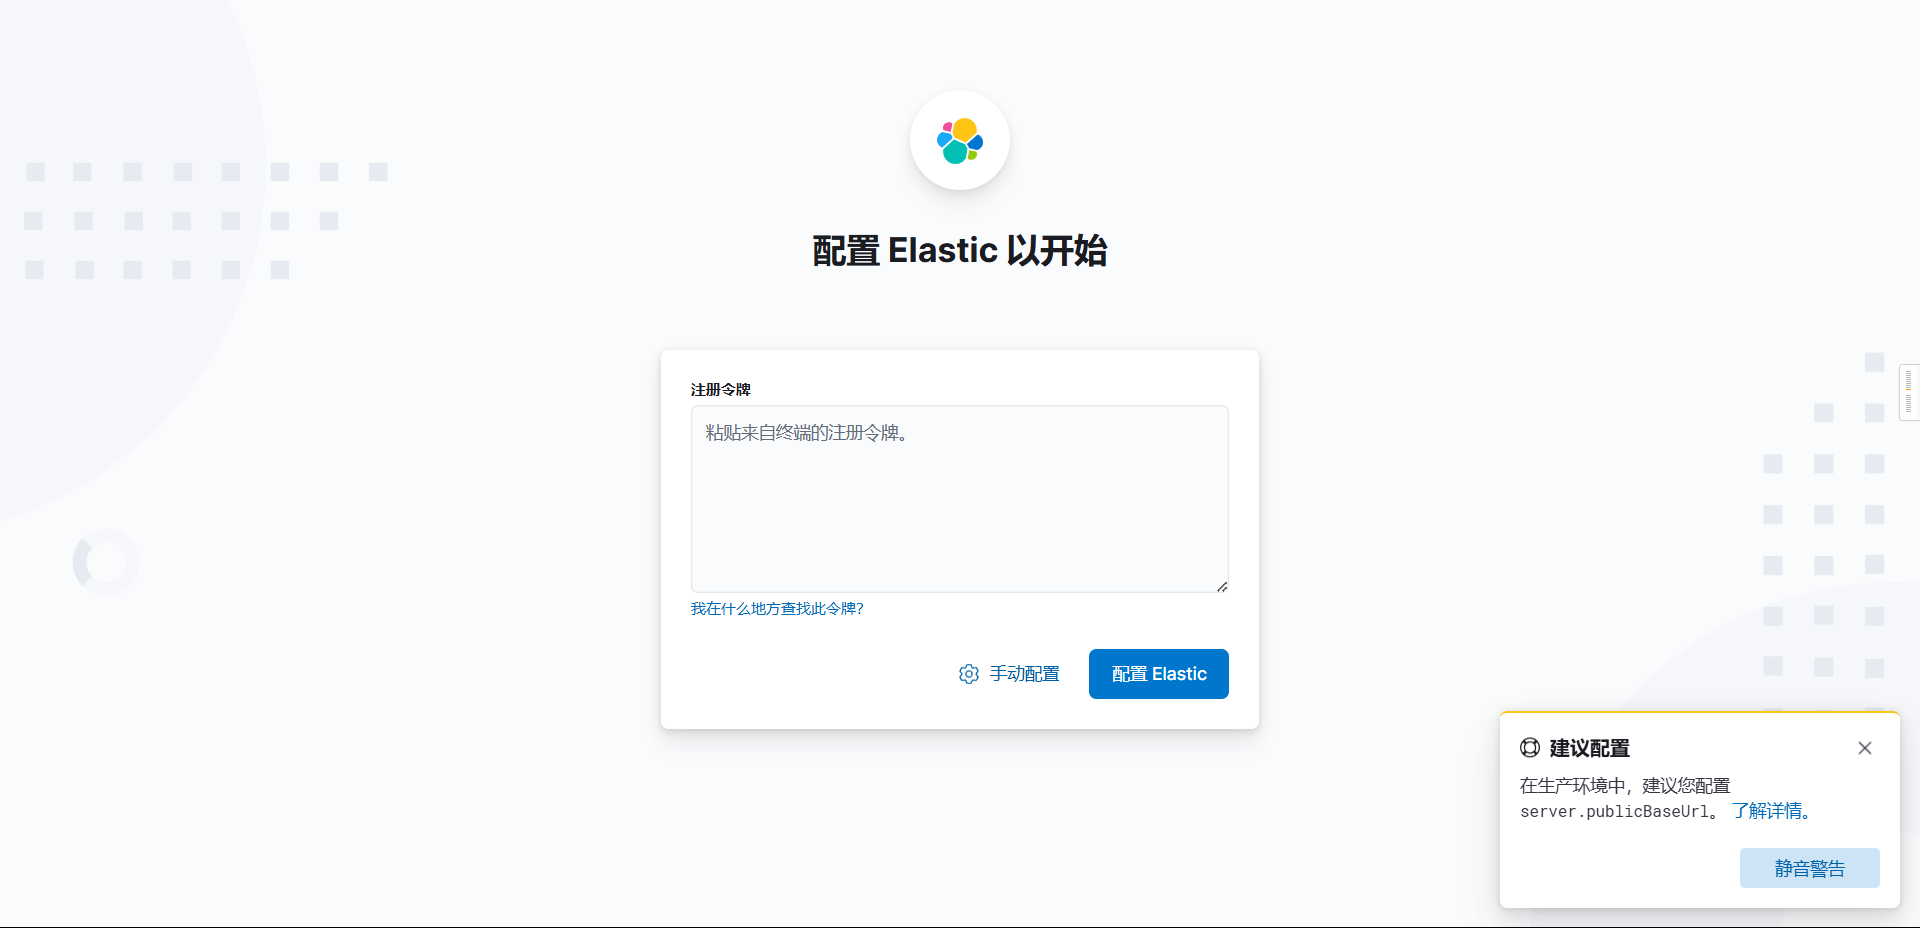 配置 Elastic 以开始
注册令牌
粘贴来自终端的注册令牌。
我在什么地方查找此令牌?
手动配置
配置 Elastic
建议配置
在生产环境中，建议您配置
server.publicBaseUrl。 了解详情。
静音警告